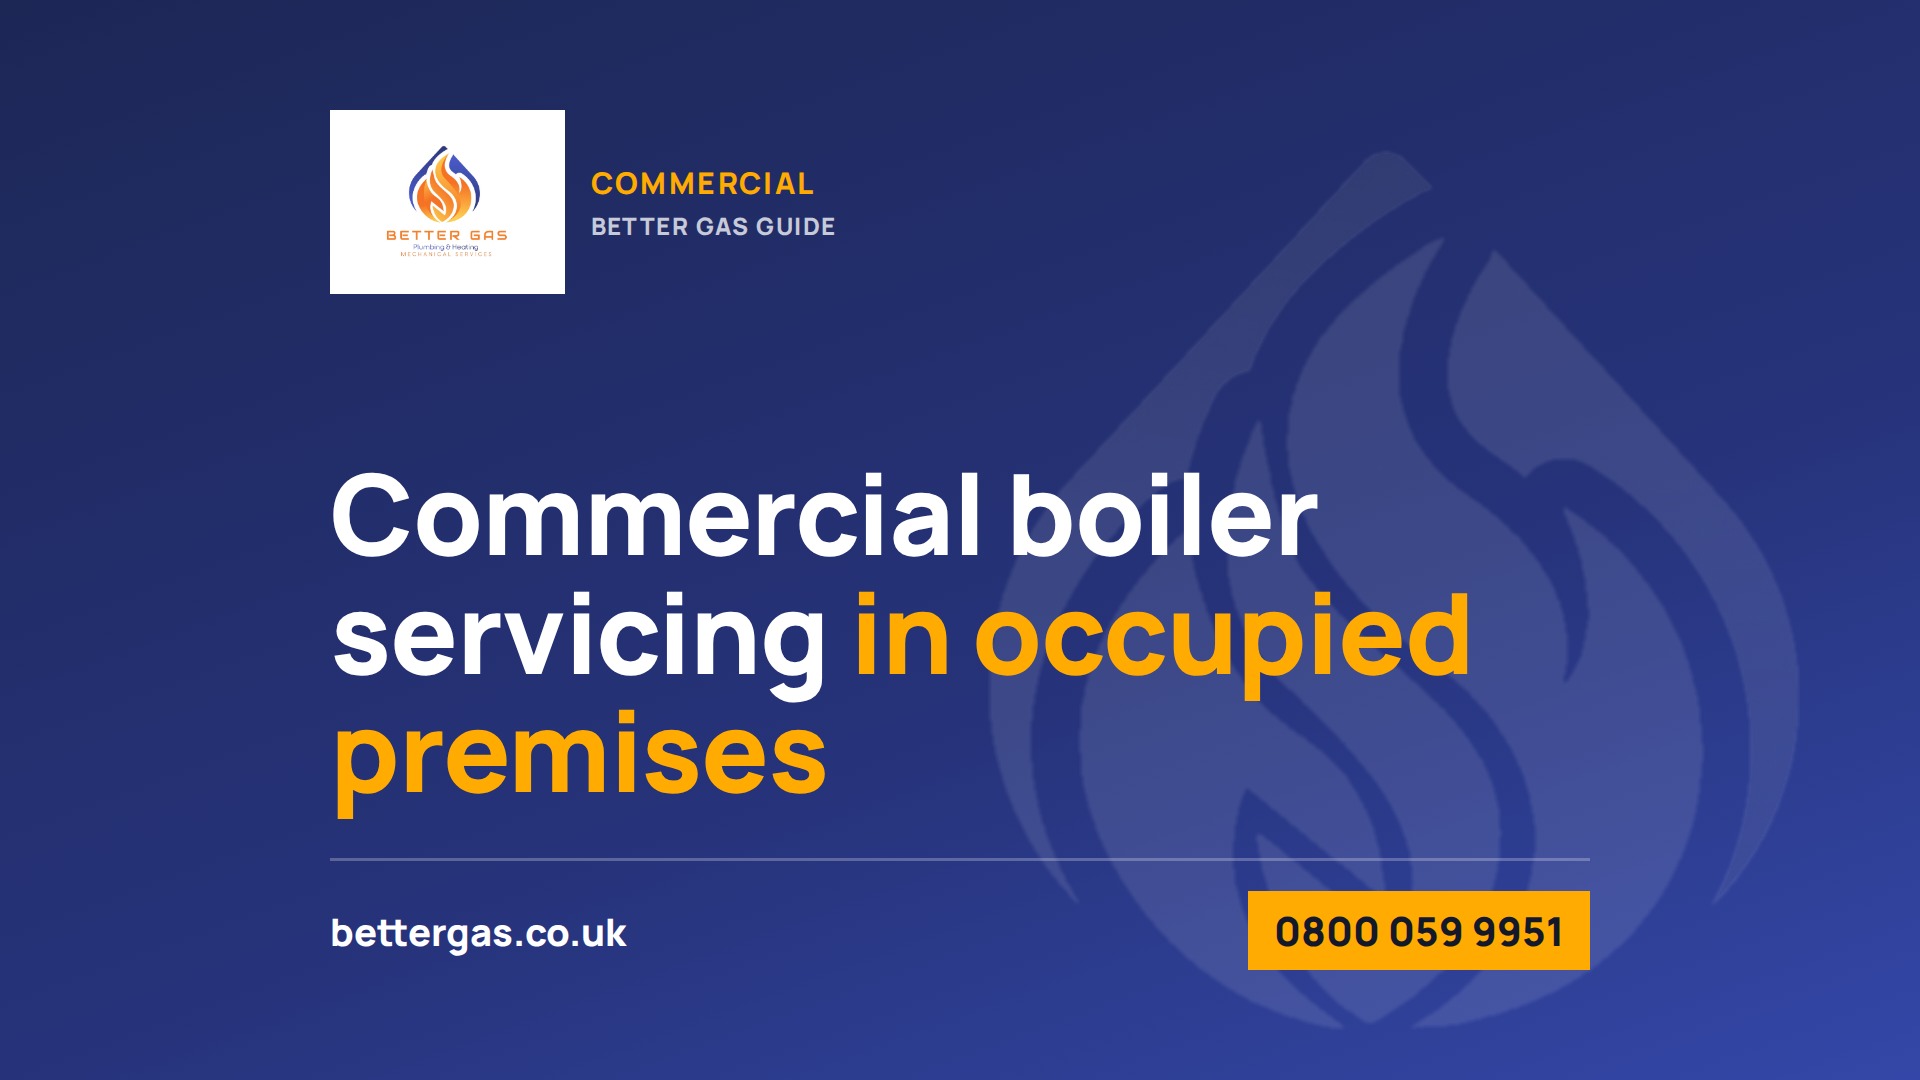 BETTER GAS
Plumbing & Heating
MECHANICAL SERVICES
COMMERCIAL
BETTER GAS GUIDE
Commercial boiler
servicing in occupied
premises
bettergas.co.uk
0800 059 9951